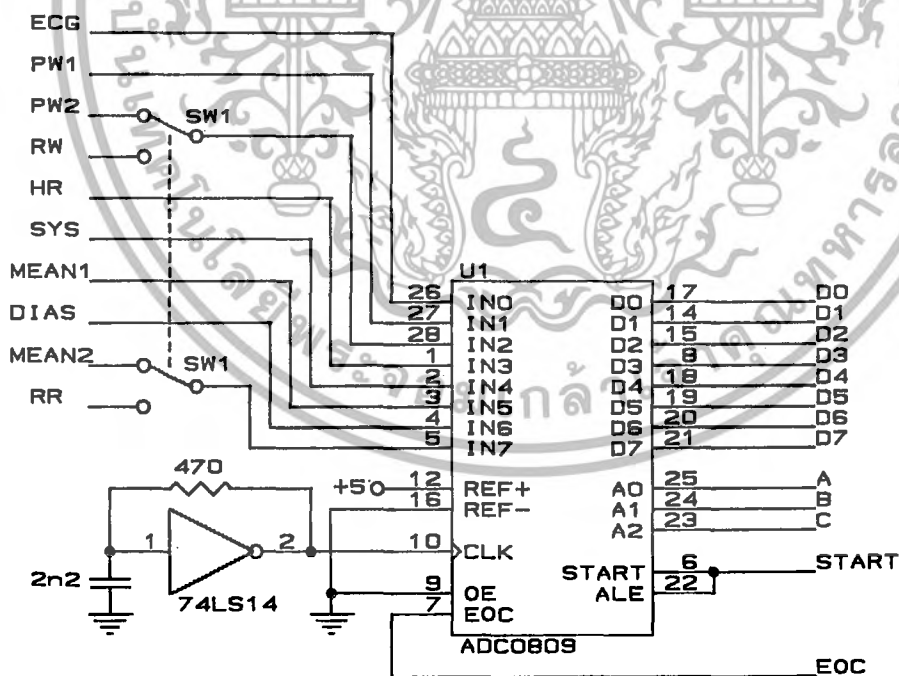 ECG
PW1
PW2
SW1
RW
HR
SYS
MEAN1
DIAS
MEAN2
SW1
RR
U1
26 IN0 D0 17 D0
27 IN1 D1 14 D1
28 IN2 D2 15 D2
1 IN3 D3 8 D3
2 IN4 D4 18 D4
3 IN5 D5 19 D5
4 IN6 D6 20 D6
5 IN7 D7 21 D7
+5 12 REF+ A0 25 A
16 REF- A1 24 B
A2 23 C
470
1 2 10 CLK
2n2
74LS14
START 6 START
9 OE ALE 22
7 EOC
ADC0809
EOC